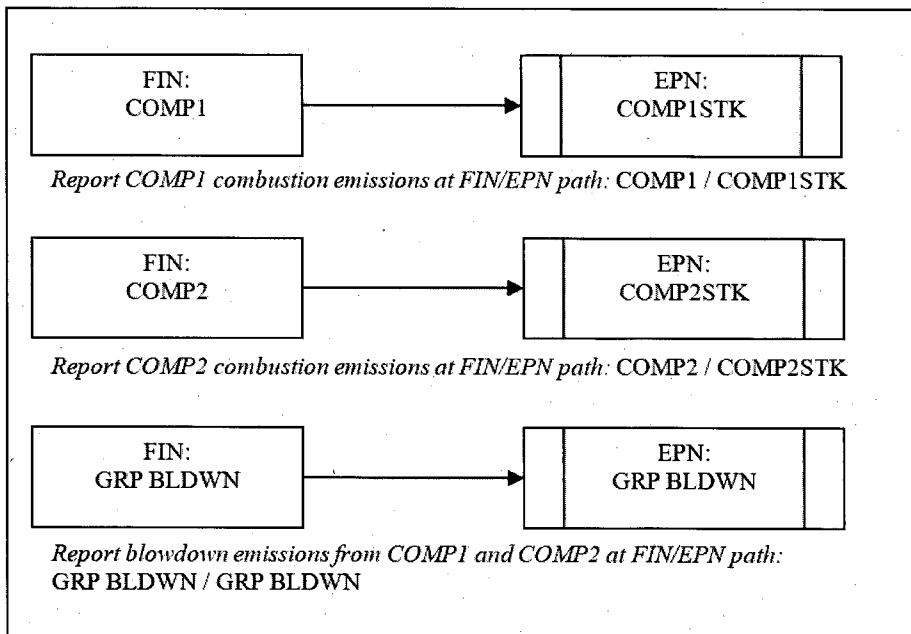 FIN:
COMP1
EPN:
COMP1STK
Report COMP1 combustion emissions at FIN/EPN path: COMP1 / COMP1STK
FIN:
COMP2
EPN:
COMP2STK
Report COMP2 combustion emissions at FIN/EPN path: COMP2 / COMP2STK
FIN:
GRP BLDWN
EPN:
GRP BLDWN
Report blowdown emissions from COMP1 and COMP2 at FIN/EPN path:
GRP BLDWN / GRP BLDWN